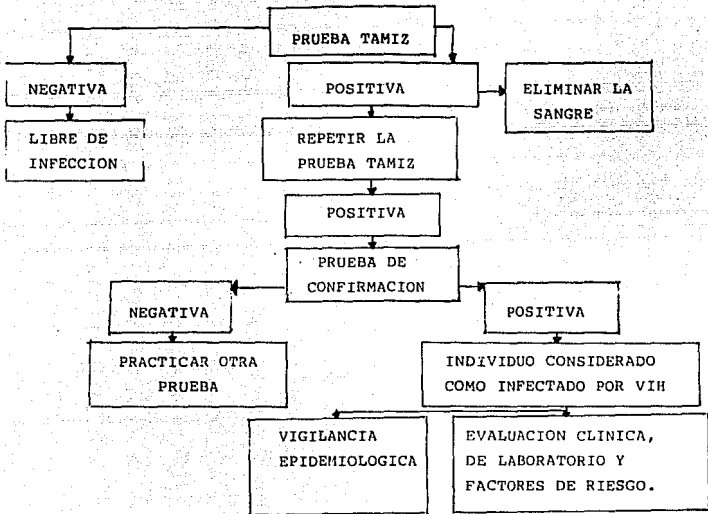 PRUEBA TAMIZ
NEGATIVA
POSITIVA
ELIMINAR LA
SANGRE
LIBRE DE
INFECCION
REPETIR LA
PRUEBA TAMIZ
POSITIVA
PRUEBA DE
CONFIRMACION
NEGATIVA
POSITIVA
PRACTICAR OTRA
PRUEBA
INDIVIDUO CONSIDERADO
COMO INFECTADO POR VIH
VIGILANCIA
EPIDEMIOLOGICA
EVALUACION CLINICA,
DE LABORATORIO Y
FACTORES DE RIESGO.